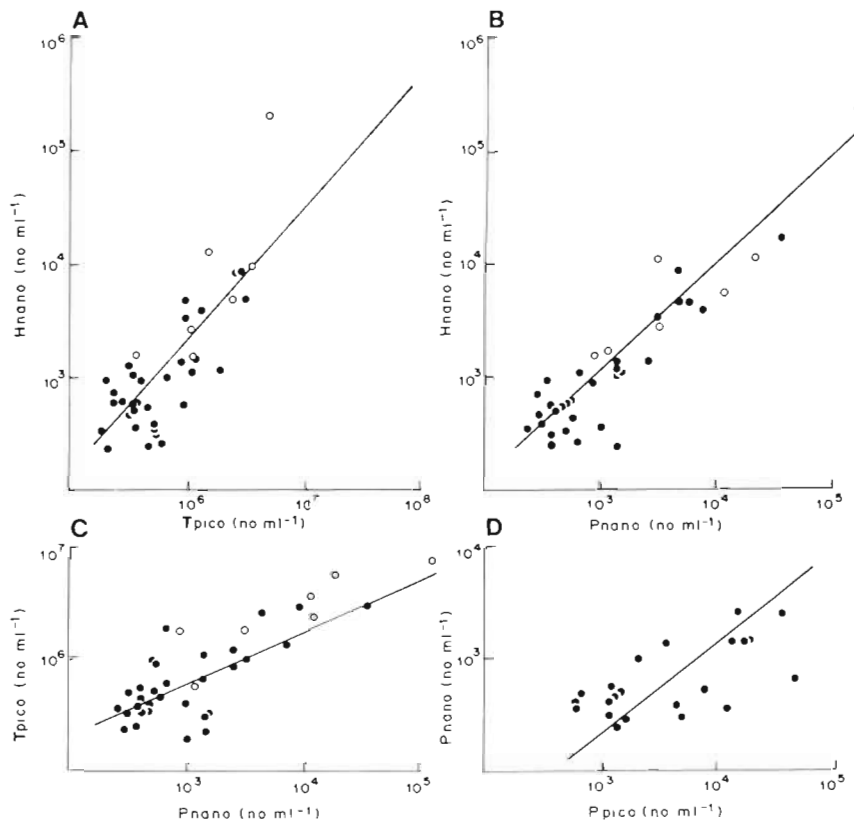 A
10^6
10^5
10^4
10^3
Hnano (no ml^-1)
10^6 10^7 10^8
Tpico (no ml^-1)
B
10^6
10^5
10^4
10^3
Hnano (no ml^-1)
10^3 10^4 10^5
Pnano (no ml^-1)
C
10^7
10^6
Tpico (no ml^-1)
10^3 10^4 10^5
Pnano (no ml^-1)
D
10^4
10^3
Pnano (no ml^-1)
10^3 10^4 10^5
Ppico (no ml^-1)